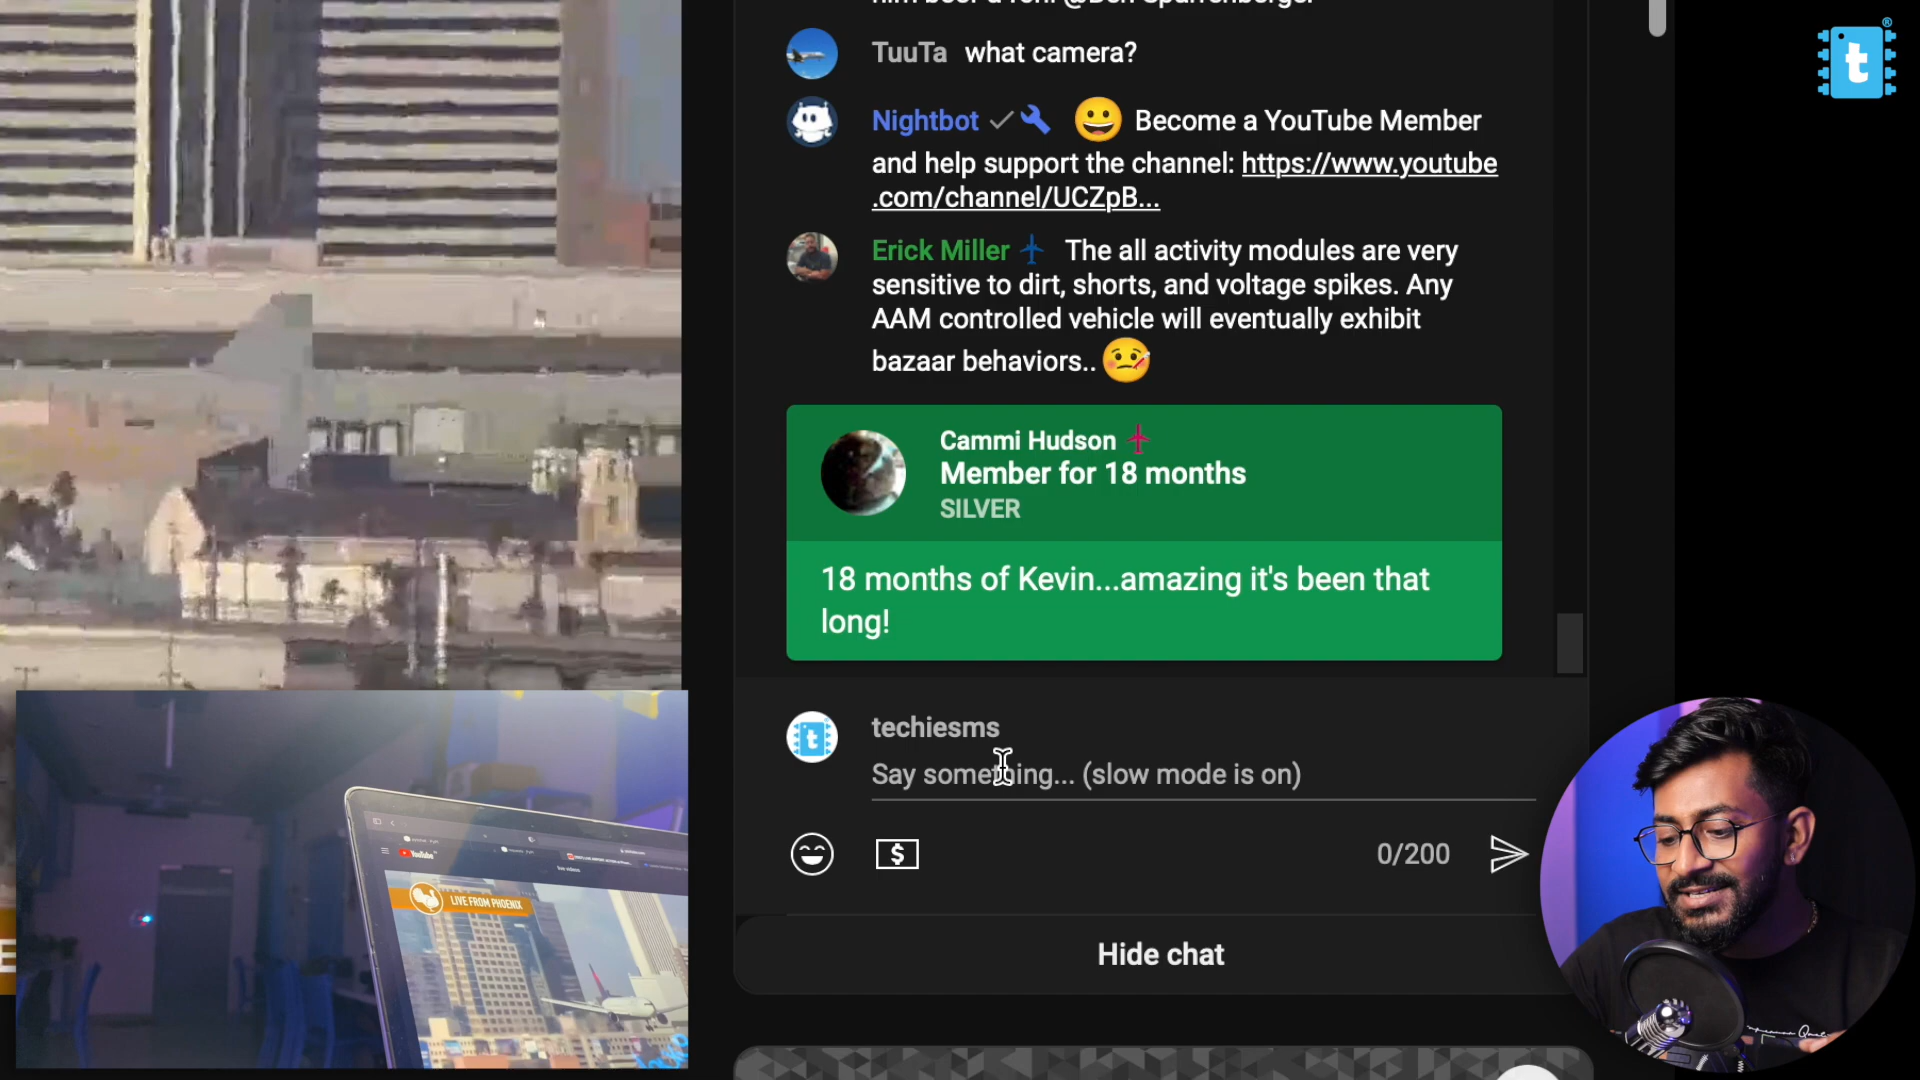 TuuTa what camera?
Nightbot Become a YouTube Member
and help support the channel: https://www.youtube
.com/channel/UCZpB...
Erick Miller The all activity modules are very
sensitive to dirt, shorts, and voltage spikes. Any
AAM controlled vehicle will eventually exhibit
bazaar behaviors..
Cammi Hudson
Member for 18 months
SILVER
18 months of Kevin...amazing it's been that
long!
techiesms
Say something... (slow mode is on)
$
0/200
Hide chat
YouTube
LIVE FROM PHOENIX
t
t